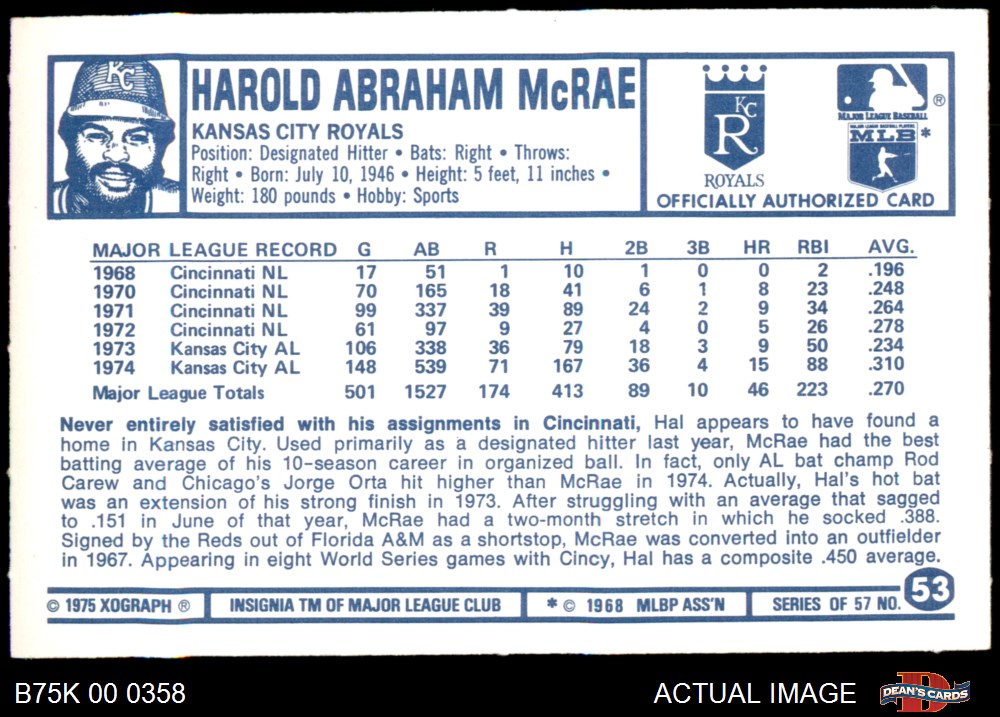 KC
HAROLD ABRAHAM McRAE
KANSAS CITY ROYALS
Position: Designated Hitter • Bats: Right • Throws:
Right • Born: July 10, 1946 • Height: 5 feet, 11 inches •
Weight: 180 pounds • Hobby: Sports
KC
R
ROYALS
®
MAJOR LEAGUE BASEBALL
MAJOR LEAGUE BASEBALL PLAYERS
MLB *
OFFICIALLY AUTHORIZED CARD
MAJOR LEAGUE RECORD G AB R H 2B 3B HR RBI AVG.
1968 Cincinnati NL 17 51 1 10 1 0 0 2 .196
1970 Cincinnati NL 70 165 18 41 6 1 8 23 .248
1971 Cincinnati NL 99 337 39 89 24 2 9 34 .264
1972 Cincinnati NL 61 97 9 27 4 0 5 26 .278
1973 Kansas City AL 106 338 36 79 18 3 9 50 .234
1974 Kansas City AL 148 539 71 167 36 4 15 88 .310
Major League Totals 501 1527 174 413 89 10 46 223 .270
Never entirely satisfied with his assignments in Cincinnati, Hal appears to have found a
home in Kansas City. Used primarily as a designated hitter last year, McRae had the best
batting average of his 10-season career in organized ball. In fact, only AL bat champ Rod
Carew and Chicago's Jorge Orta hit higher than McRae in 1974. Actually, Hal's hot bat
was an extension of his strong finish in 1973. After struggling with an average that sagged
to .151 in June of that year, McRae had a two-month stretch in which he socked .388.
Signed by the Reds out of Florida A&M as a shortstop, McRae was converted into an outfielder
in 1967. Appearing in eight World Series games with Cincy, Hal has a composite .450 average.
© 1975 XOGRAPH ® INSIGNIA TM OF MAJOR LEAGUE CLUB * © 1968 MLBP ASS'N SERIES OF 57 NO. 53
B75K 00 0358 ACTUAL IMAGE DEAN'S CARDS